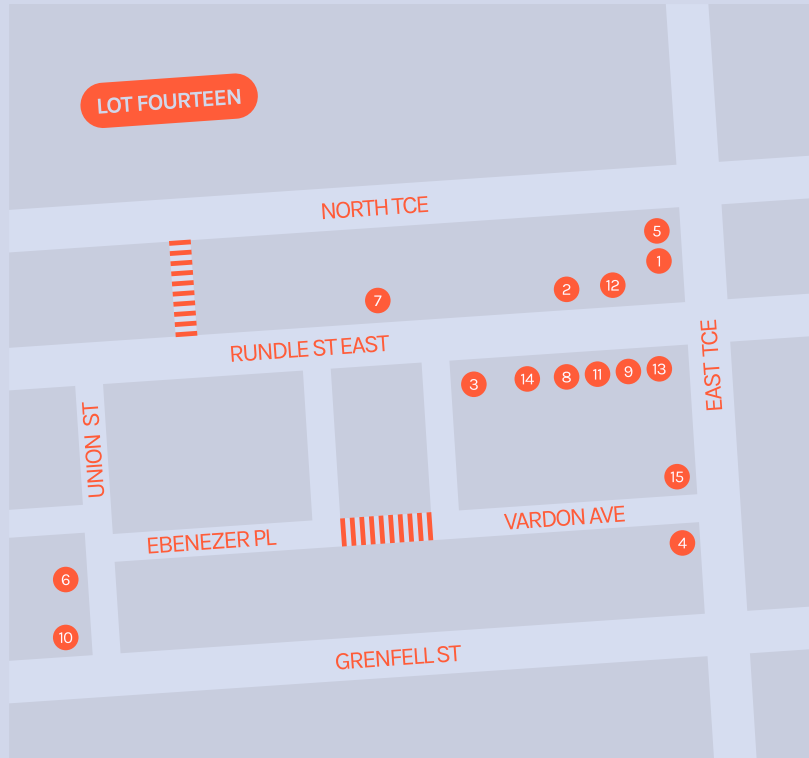 LOT FOURTEEN
NORTH TCE
5
1
12
2
7
RUNDLE ST EAST
EAST TCE
3
14
8
11
9
13
UNION ST
15
VARDON AVE
EBENEZER PL
4
6
10
GRENFELL ST